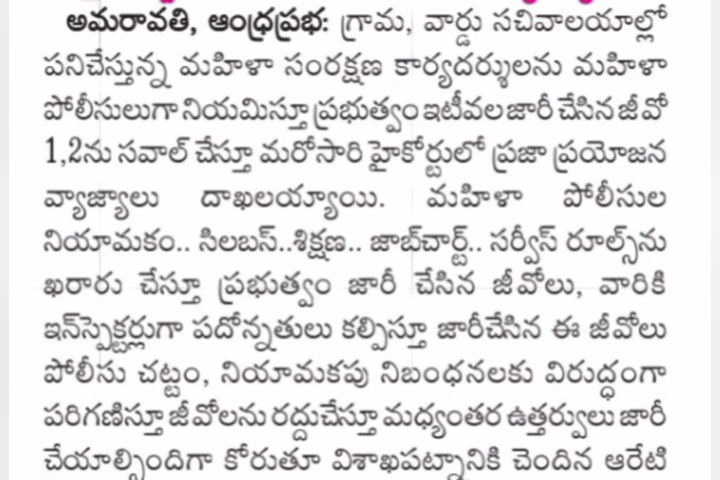 అమరావతి, ఆంధ్రప్రభ: గ్రామ, వార్డు సచివాలయాల్లో
పనిచేస్తున్న మహిళా సంరక్షణ కార్యదర్శులను మహిళా
పోలీసులుగా నియమిస్తూ ప్రభుత్వం ఇటీవల జారీ చేసిన జీవో
1,2ను సవాల్ చేస్తూ మరోసారి హైకోర్టులో ప్రజా ప్రయోజన
వ్యాజ్యాలు దాఖలయ్యాయి. మహిళా పోలీసుల
నియామకం.. సిలబస్..శిక్షణ.. జాబ్‌చార్ట్.. సర్వీస్ రూల్స్‌ను
ఖరారు చేస్తూ ప్రభుత్వం జారీ చేసిన జీవోలు, వారికి
ఇన్‌స్పెక్టర్లుగా పదోన్నతులు కల్పిస్తూ జారీచేసిన ఈ జీవోలు
పోలీసు చట్టం, నియామకపు నిబంధనలకు విరుద్ధంగా
పరిగణిస్తూ జీవోలను రద్దుచేస్తూ మధ్యంతర ఉత్తర్వులు జారీ
చేయాల్సిందిగా కోరుతూ విశాఖపట్నానికి చెందిన ఆరేటి